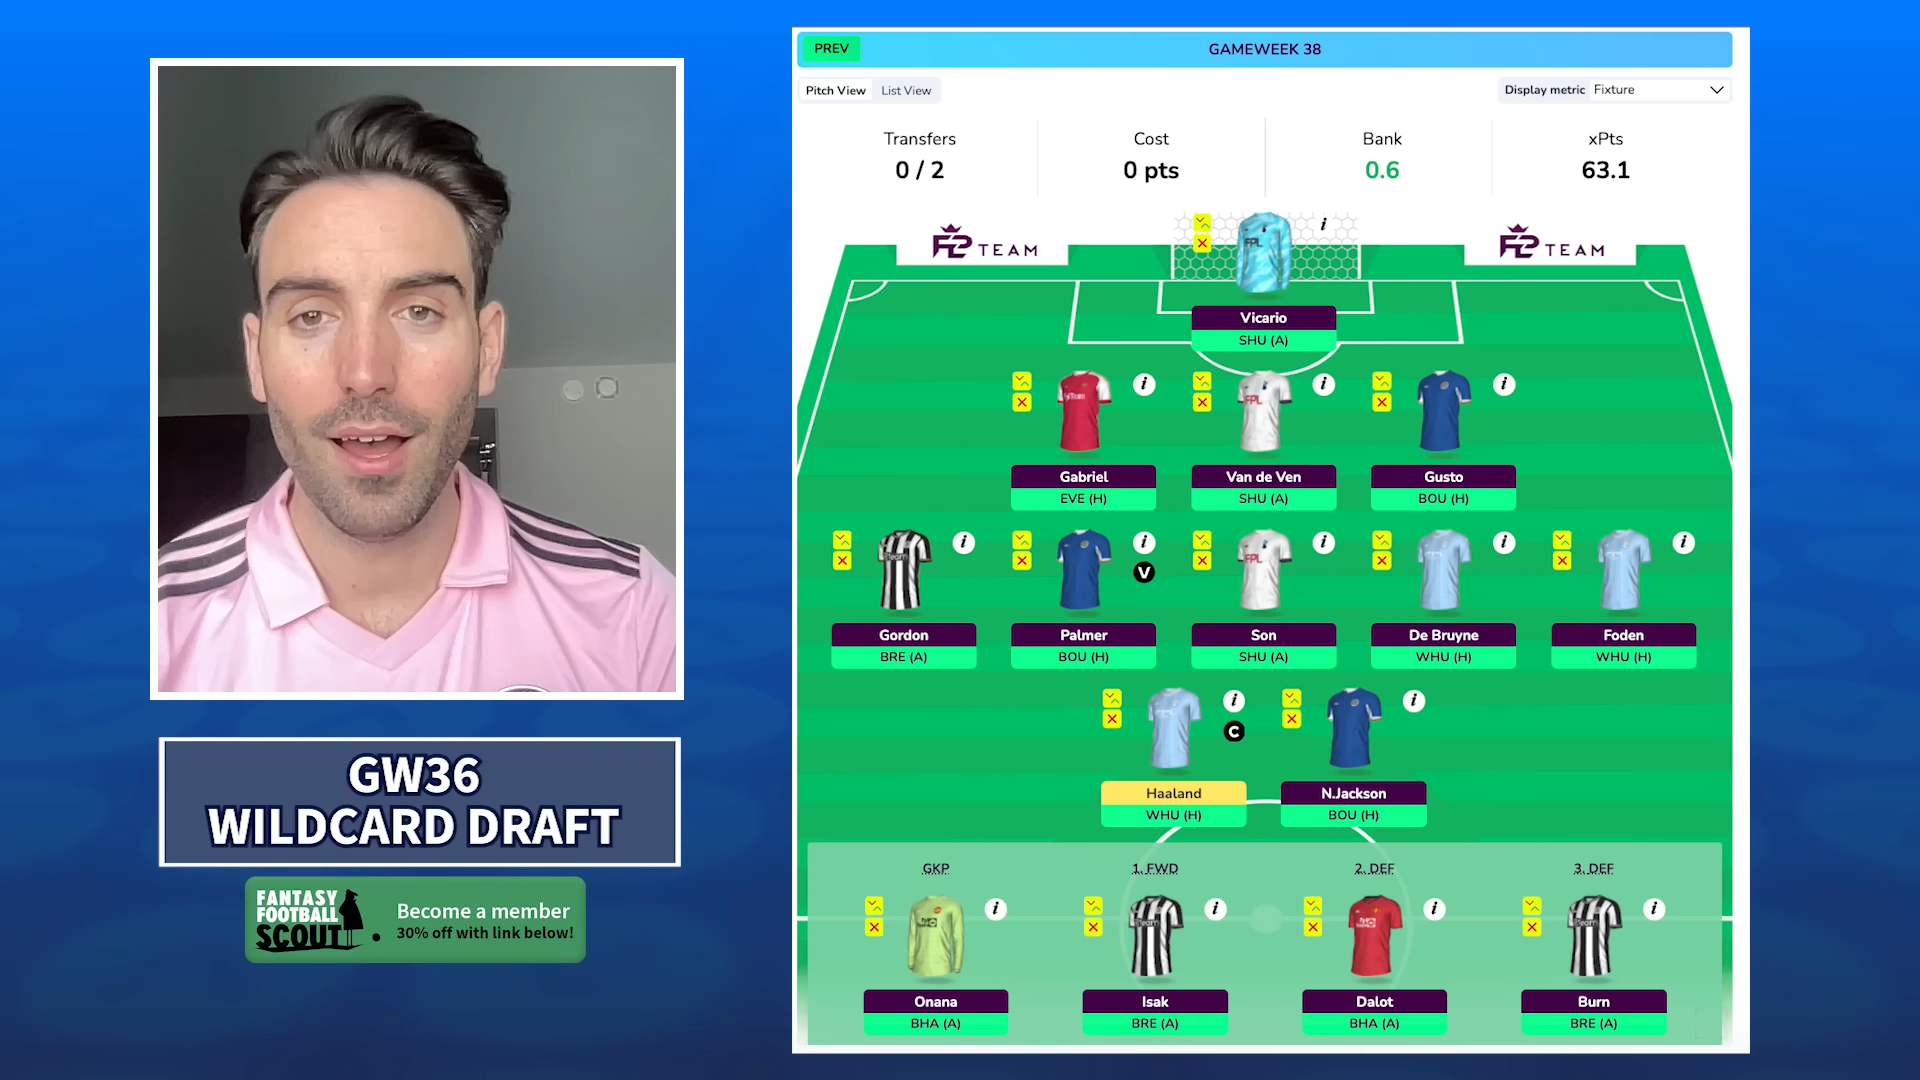 PREV
GAMEWEEK 38
Pitch View
List View
Display metric
Fixture
Transfers
0 / 2
Cost
0 pts
Bank
0.6
xPts
63.1
TEAM
TEAM
FPL
i
Vicario
SHU (A)
i
i
i
FPL
Gabriel
EVE (H)
Van de Ven
SHU (A)
Gusto
BOU (H)
i
i
i
i
i
V
FPL
Gordon
BRE (A)
Palmer
BOU (H)
Son
SHU (A)
De Bruyne
WHU (H)
Foden
WHU (H)
i
i
C
Haaland
WHU (H)
N.Jackson
BOU (H)
GKP
1. FWD
2. DEF
3. DEF
i
i
i
i
Onana
BHA (A)
Isak
BRE (A)
Dalot
BHA (A)
Burn
BRE (A)
GW36
WILDCARD DRAFT
FANTASY
FOOTBALL
SCOUT
Become a member
30% off with link below!